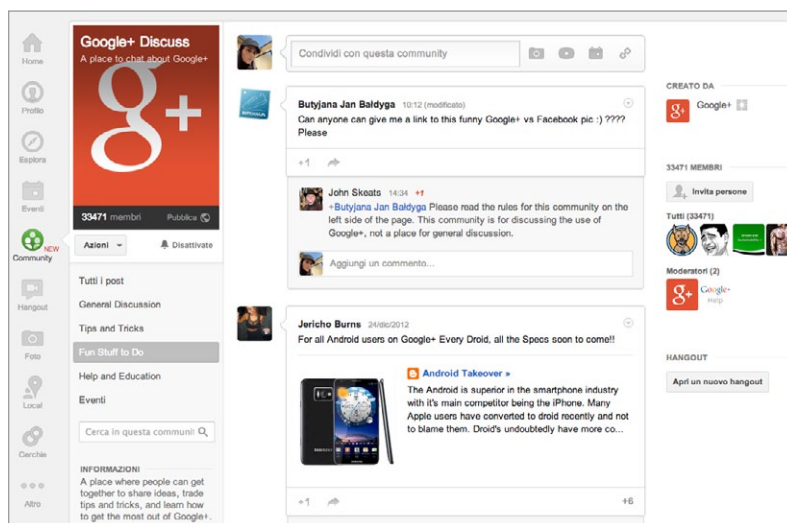 Home
Profilo
Esplora
Eventi
NEW
Community
Hangout
Foto
Local
Cerchie
Altro
Google+ Discuss
A place to chat about Google+
g+
33471 membri
Pubblica
Azioni
Disattivate
Tutti i post
General Discussion
Tips and Tricks
Fun Stuff to Do
Help and Education
Eventi
Cerca in questa communit
INFORMAZIONI
A place where people can get
together to share ideas, trade
tips and tricks, and learn how
to get the most out of Google+.
Condividi con questa community
Butyjana Jan Bałdyga 10:12 (modificato)
Can anyone can give me a link to this funny Google+ vs Facebook pic :) ????
Please
+1
John Skeats 14:34 +1
+Butyjana Jan Bałdyga Please read the rules for this community on the
left side of the page. This community is for discussing the use of
Google+, not a place for general discussion.
Aggiungi un commento...
Jericho Burns 24/dic/2012
For all Android users on Google+ Every Droid, all the Specs soon to come!!
Android Takeover »
The Android is superior in the smartphone industry
with it's main competitor being the iPhone. Many
Apple users have converted to droid recently and not
to blame them. Droid's undoubtedly have more co...
+1
+6
CREATO DA
g+
Google+
33471 MEMBRI
Invita persone
Tutti (33471)
Moderatori (2)
g+
Google+
Help
HANGOUT
Apri un nuovo hangout